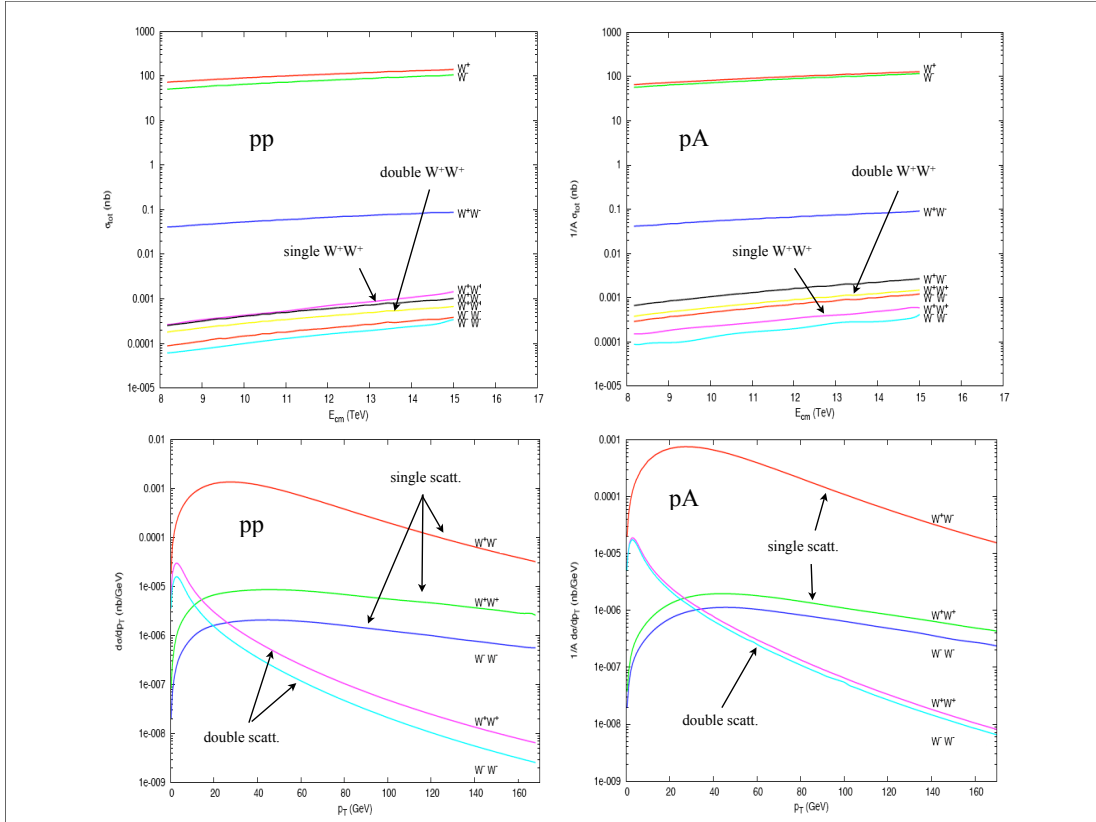 1000
100
10
1
0.1
0.01
0.001
0.0001
1e-005
σtot (nb)
pp
double W+W+
single W+W+
W+
W-
W+W-
W+W+
W+W-
W+W+
W-W-
W-W-
8 9 10 11 12 13 14 15 16 17
Ecm (TeV)
1000
100
10
1
0.1
0.01
0.001
0.0001
1e-005
1/A σtot (nb)
pA
double W+W+
single W+W+
W+
W-
W+W-
W+W-
W+W+
W-W-
W+W+
W-W-
8 9 10 11 12 13 14 15 16 17
Ecm (TeV)
0.01
0.001
0.0001
1e-005
1e-006
1e-007
1e-008
1e-009
dσ/dpT (nb/GeV)
pp
single scatt.
W+W-
W+W+
W-W-
W+W+
W-W-
double scatt.
0 20 40 60 80 100 120 140 160
pT (GeV)
0.001
0.0001
1e-005
1e-006
1e-007
1e-008
1e-009
1/A dσ/dpT (nb/GeV)
pA
single scatt.
W+W-
W+W+
W-W-
W+W+
W-W-
double scatt.
0 20 40 60 80 100 120 140 160
pT (GeV)